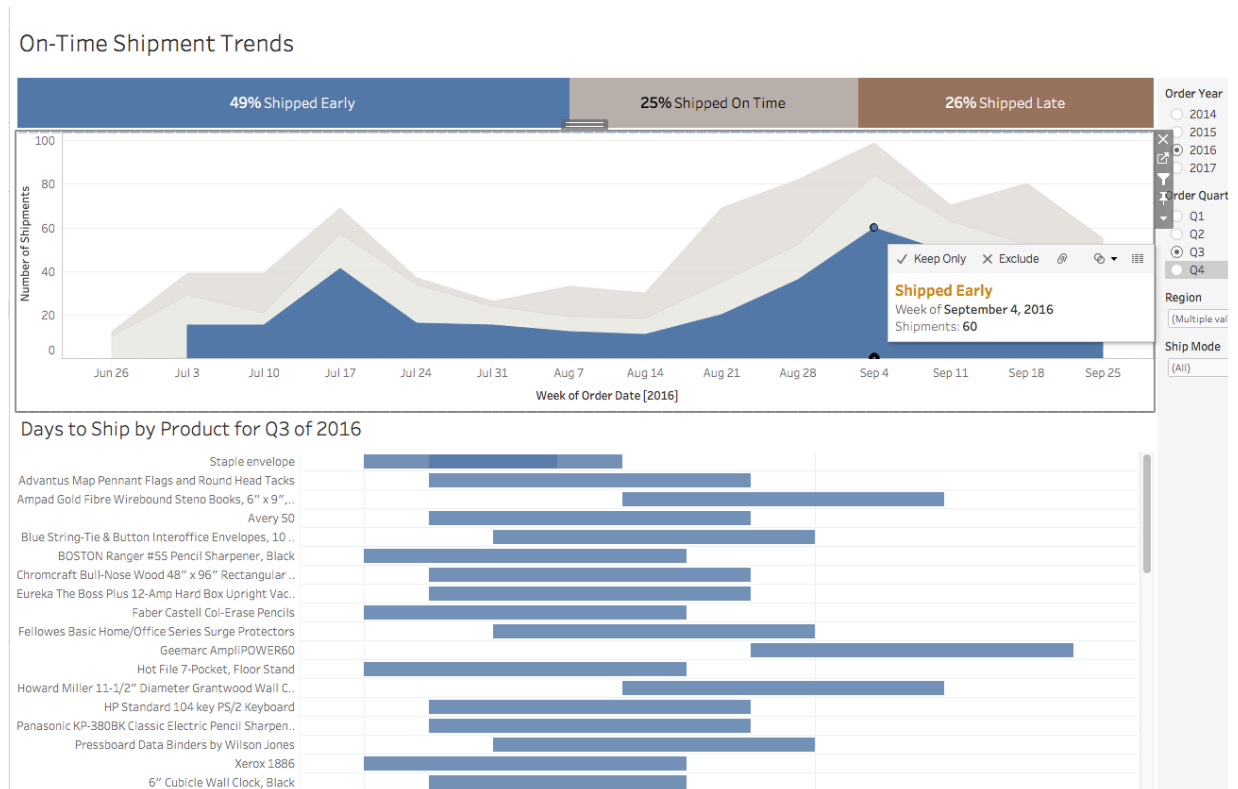 On-Time Shipment Trends
49% Shipped Early
25% Shipped On Time
26% Shipped Late
Order Year
2014
2015
2016
2017
Order Quart
Q1
Q2
Q3
Q4
Region
(Multiple val
Ship Mode
(All)
Number of Shipments
100
80
60
40
20
0
Keep Only
Exclude
Shipped Early
Week of September 4, 2016
Shipments: 60
Jun 26 Jul 3 Jul 10 Jul 17 Jul 24 Jul 31 Aug 7 Aug 14 Aug 21 Aug 28 Sep 4 Sep 11 Sep 18 Sep 25
Week of Order Date [2016]
Days to Ship by Product for Q3 of 2016
Staple envelope
Advantus Map Pennant Flags and Round Head Tacks
Ampad Gold Fibre Wirebound Steno Books, 6" x 9",..
Avery 50
Blue String-Tie & Button Interoffice Envelopes, 10 ..
BOSTON Ranger #55 Pencil Sharpener, Black
Chromcraft Bull-Nose Wood 48" x 96" Rectangular ..
Eureka The Boss Plus 12-Amp Hard Box Upright Vac..
Faber Castell Col-Erase Pencils
Fellowes Basic Home/Office Series Surge Protectors
Geemarc AmpliPOWER60
Hot File 7-Pocket, Floor Stand
Howard Miller 11-1/2" Diameter Grantwood Wall C..
HP Standard 104 key PS/2 Keyboard
Panasonic KP-380BK Classic Electric Pencil Sharpen..
Pressboard Data Binders by Wilson Jones
Xerox 1886
6" Cubicle Wall Clock, Black